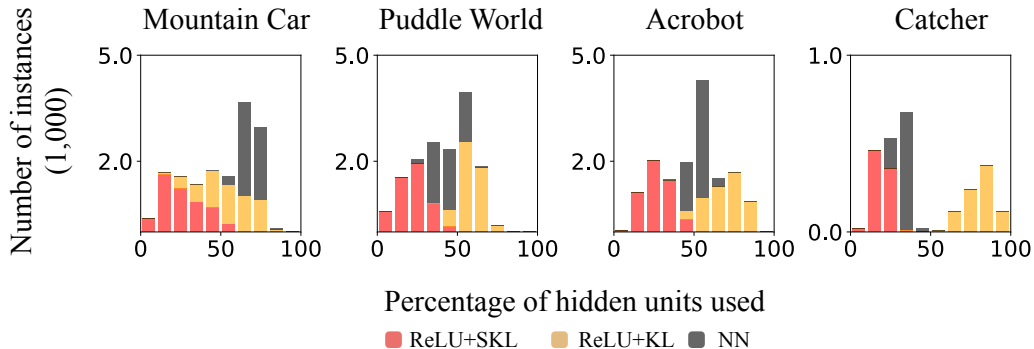 Mountain Car Puddle World Acrobot Catcher
Number of instances
(1,000)
5.0 5.0 5.0 1.0
2.0 2.0 2.0
0.0
0 50 100 0 50 100 0 50 100 0 50 100
Percentage of hidden units used
ReLU+SKL ReLU+KL NN